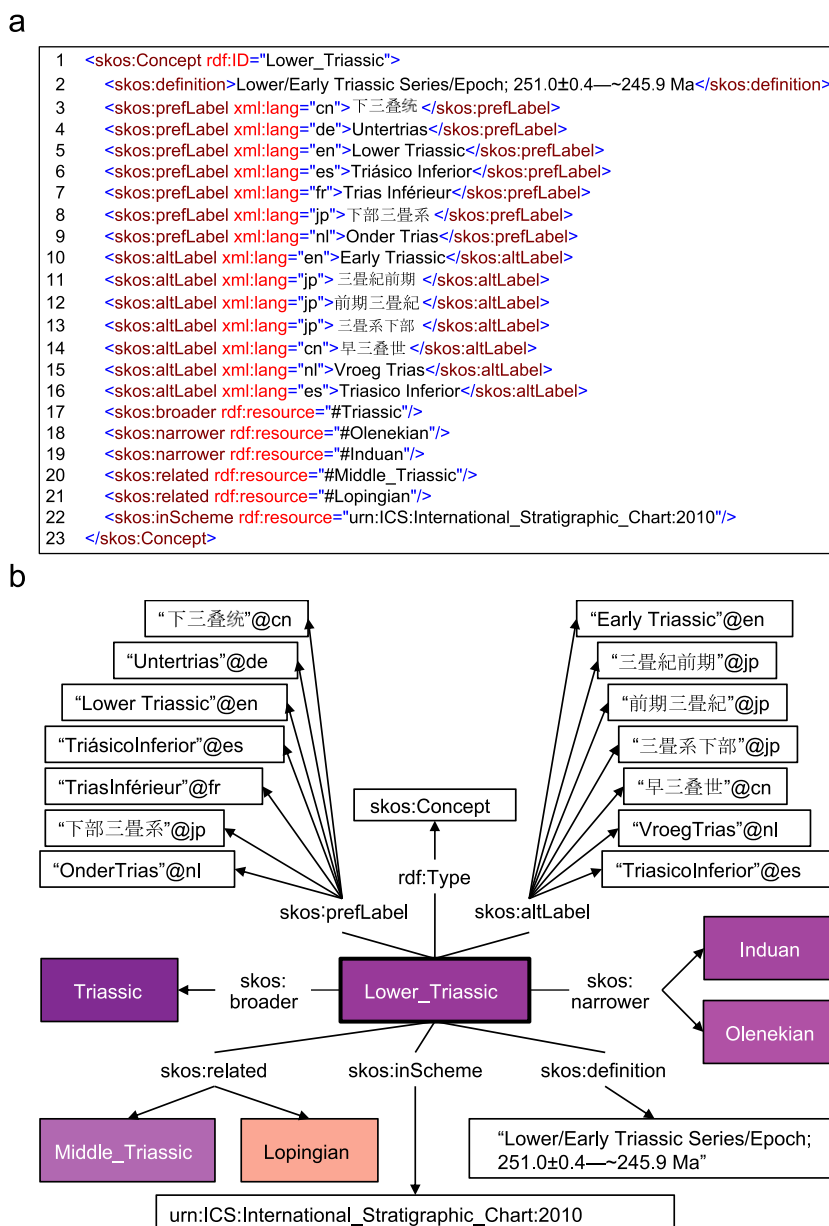 a
1 <skos:Concept rdf:ID="Lower_Triassic">
2 <skos:definition>Lower/Early Triassic Series/Epoch; 251.0±0.4—~245.9 Ma</skos:definition>
3 <skos:prefLabel xml:lang="cn">下三叠统</skos:prefLabel>
4 <skos:prefLabel xml:lang="de">Untertrias</skos:prefLabel>
5 <skos:prefLabel xml:lang="en">Lower Triassic</skos:prefLabel>
6 <skos:prefLabel xml:lang="es">Triásico Inferior</skos:prefLabel>
7 <skos:prefLabel xml:lang="fr">Trias Inférieur</skos:prefLabel>
8 <skos:prefLabel xml:lang="jp">下部三畳系</skos:prefLabel>
9 <skos:prefLabel xml:lang="nl">Onder Trias</skos:prefLabel>
10 <skos:altLabel xml:lang="en">Early Triassic</skos:altLabel>
11 <skos:altLabel xml:lang="jp">三畳紀前期</skos:altLabel>
12 <skos:altLabel xml:lang="jp">前期三畳紀</skos:altLabel>
13 <skos:altLabel xml:lang="jp">三畳系下部</skos:altLabel>
14 <skos:altLabel xml:lang="cn">早三叠世</skos:altLabel>
15 <skos:altLabel xml:lang="nl">Vroeg Trias</skos:altLabel>
16 <skos:altLabel xml:lang="es">Triasico Inferior</skos:altLabel>
17 <skos:broader rdf:resource="#Triassic"/>
18 <skos:narrower rdf:resource="#Olenekian"/>
19 <skos:narrower rdf:resource="#Induan"/>
20 <skos:related rdf:resource="#Middle_Triassic"/>
21 <skos:related rdf:resource="#Lopingian"/>
22 <skos:inScheme rdf:resource="urn:ICS:International_Stratigraphic_Chart:2010"/>
23 </skos:Concept>
b
“下三叠统”@cn
“Untertrias”@de
“Lower Triassic”@en
“TriásicoInferior”@es
“TriasInférieur”@fr
“下部三畳系”@jp
“OnderTrias”@nl
skos:prefLabel
skos:Concept
rdf:Type
“Early Triassic”@en
“三畳紀前期”@jp
“前期三畳紀”@jp
“三畳系下部”@jp
“早三叠世”@cn
“VroegTrias”@nl
“TriasicoInferior”@es
skos:altLabel
Triassic
skos:
broader
Lower_Triassic
skos:
narrower
Induan
Olenekian
skos:related
skos:inScheme
skos:definition
Middle_Triassic
Lopingian
“Lower/Early Triassic Series/Epoch;
251.0±0.4—~245.9 Ma”
urn:ICS:International_Stratigraphic_Chart:2010